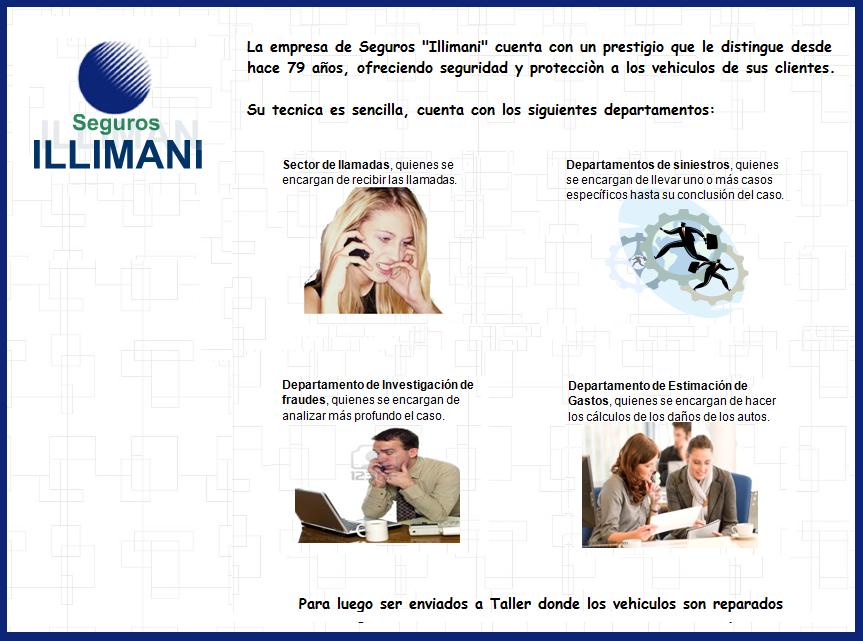 La empresa de Seguros "Illimani" cuenta con un prestigio que le distingue desde
hace 79 años, ofreciendo seguridad y protecciòn a los vehiculos de sus clientes.
Su tecnica es sencilla, cuenta con los siguientes departamentos:
Seguros
ILLIMANI
Sector de llamadas, quienes se
encargan de recibir las llamadas.
Departamentos de siniestros, quienes
se encargan de llevar uno o más casos
específicos hasta su conclusión del caso.
Departamento de Investigación de
fraudes, quienes se encargan de
analizar más profundo el caso.
Departamento de Estimación de
Gastos, quienes se encargan de hacer
los cálculos de los daños de los autos.
123
Para luego ser enviados a Taller donde los vehiculos son reparados